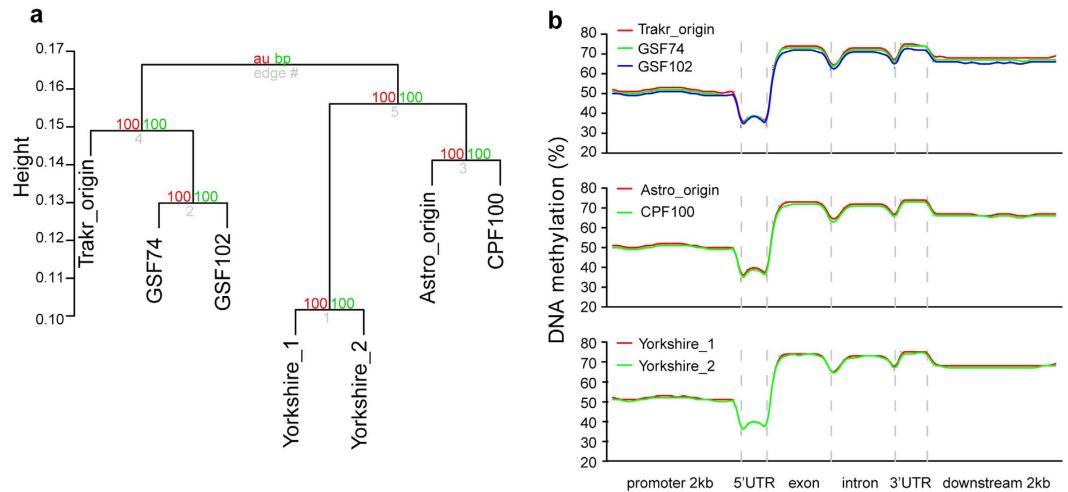 a
Height
0.17
0.16
0.15
0.14
0.13
0.12
0.11
0.10
au bp
edge #
100 100
4
100 100
2
100 100
5
100 100
3
100 100
1
Trakr_origin
GSF74
GSF102
Yorkshire_1
Yorkshire_2
Astro_origin
CPF100
b
DNA methylation (%)
80
70
60
50
40
30
20
Trakr_origin
GSF74
GSF102
80
70
60
50
40
30
20
Astro_origin
CPF100
80
70
60
50
40
30
20
Yorkshire_1
Yorkshire_2
promoter 2kb 5'UTR exon intron 3'UTR downstream 2kb